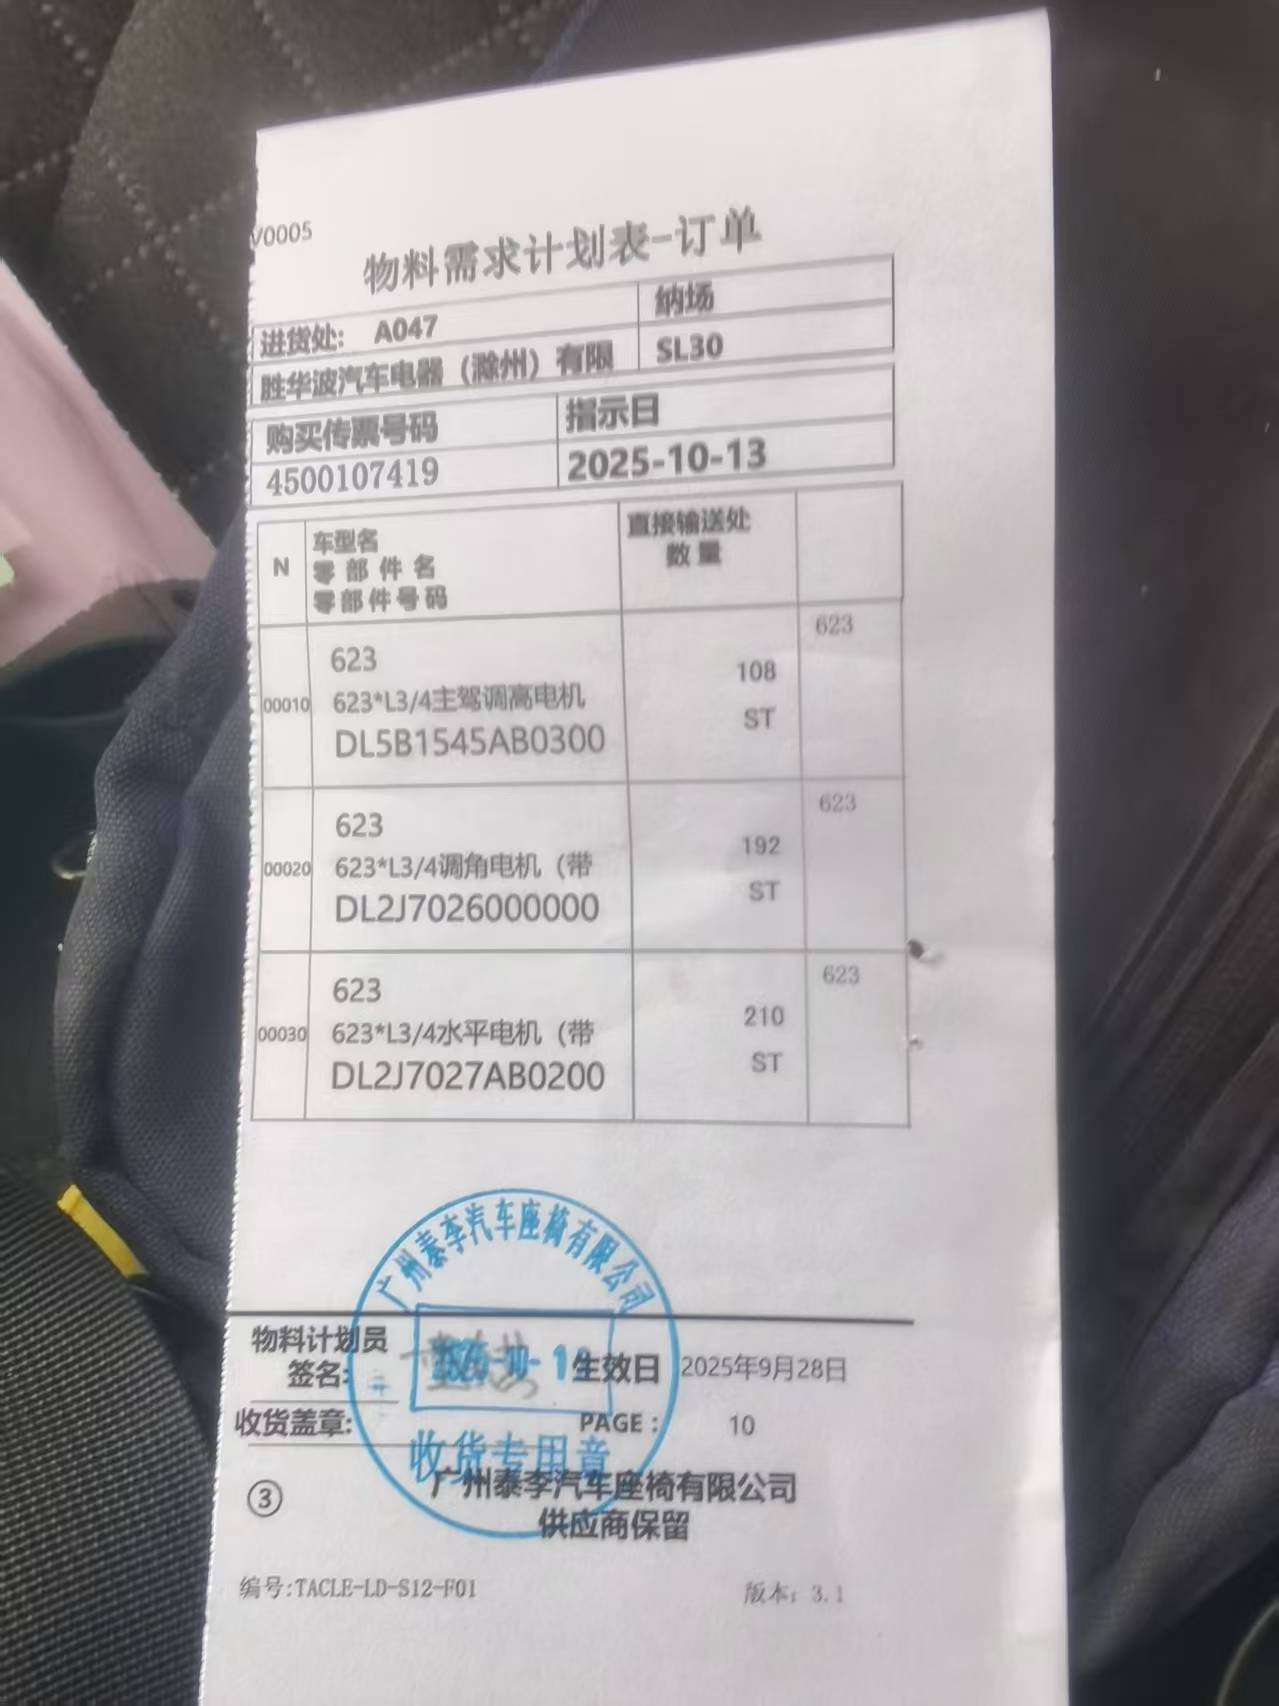 V0005
物料需求计划表-订单
进货处: A047
纳场
胜华波汽车电器（滁州）有限
SL30
购买传票号码
指示日
4500107419
2025-10-13
N
车型名
零部件名
零部件号码
直接输送处
数量
00010
623
623*L3/4主驾调高电机
DL5B1545AB0300
108
ST
623
00020
623
623*L3/4调角电机（带
DL2J7026000000
192
ST
623
00030
623
623*L3/4水平电机（带
DL2J7027AB0200
210
ST
623
广州泰李汽车座椅有限公司
收货专用章
物料计划员
签名:
生效日 2025年9月28日
收货盖章:
PAGE: 10
③
广州泰李汽车座椅有限公司
供应商保留
编号:TACLE-LD-S12-F01
版本: 3.1